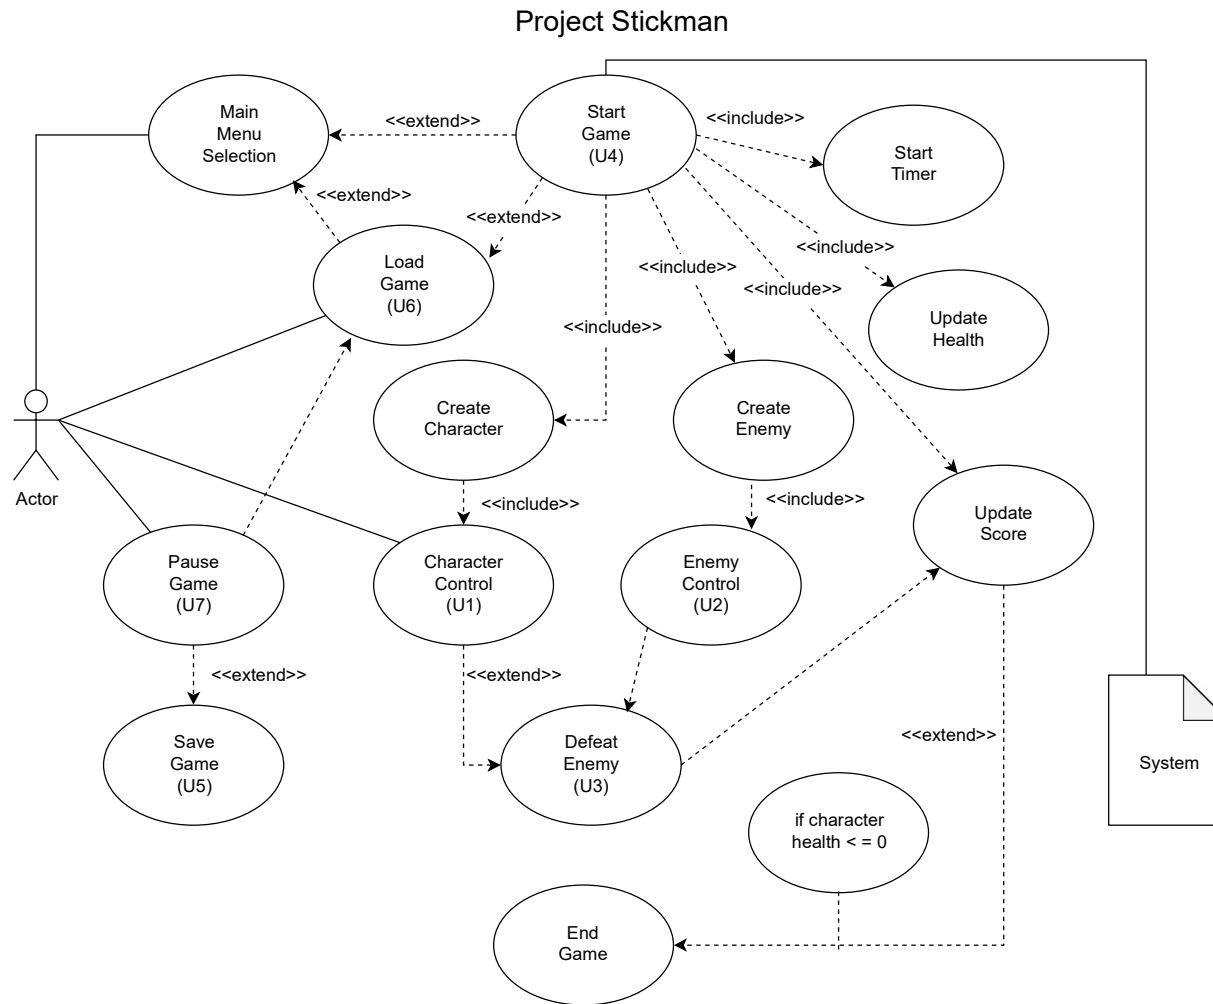 Project Stickman
Main
Menu
Selection
<<extend>>
Start
Game
(U4)
<<include>>
Start
Timer
<<extend>>
<<extend>>
Load
Game
(U6)
<<include>>
<<include>>
<<include>>
<<include>>
Update
Health
Create
Character
Create
Enemy
Actor
<<include>>
<<include>>
Update
Score
Pause
Game
(U7)
Character
Control
(U1)
Enemy
Control
(U2)
<<extend>>
<<extend>>
Save
Game
(U5)
Defeat
Enemy
(U3)
<<extend>>
System
if character
health < = 0
End
Game